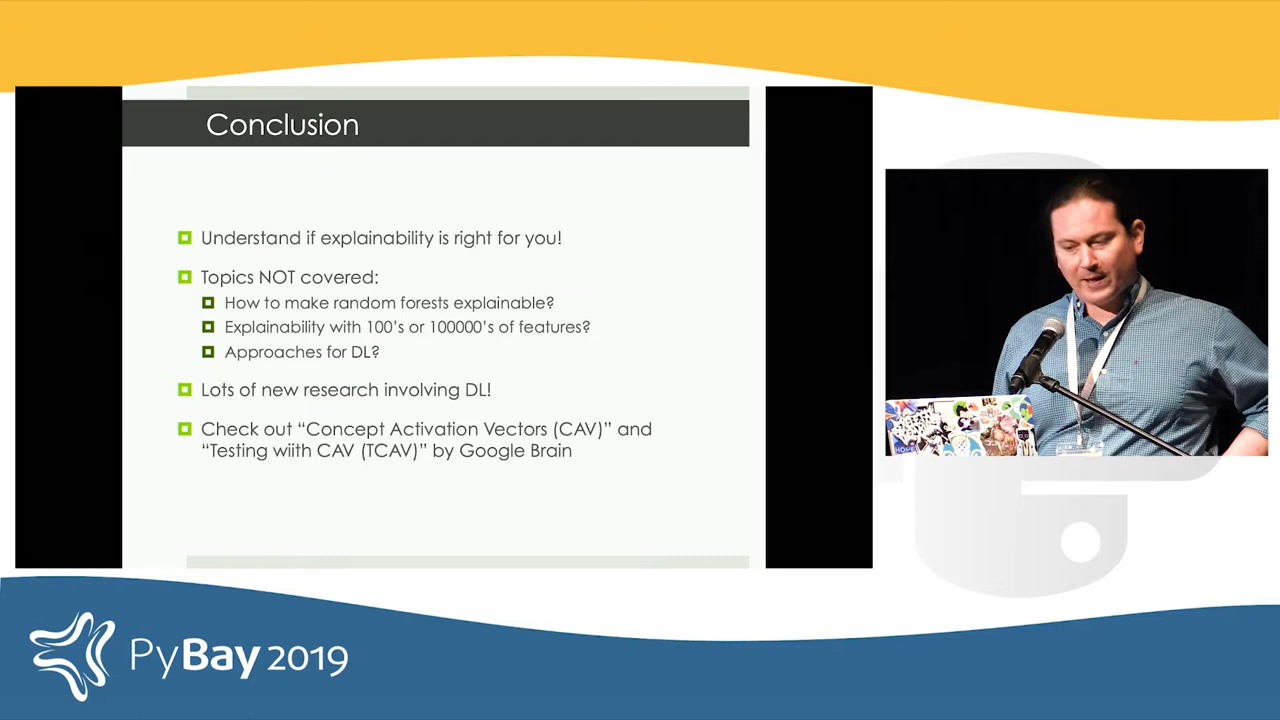 Conclusion
Understand if explainability is right for you!
Topics NOT covered:
How to make random forests explainable?
Explainability with 100's or 100000's of features?
Approaches for DL?
Lots of new research involving DL!
Check out “Concept Activation Vectors (CAV)” and
“Testing wiith CAV (TCAV)” by Google Brain
HOPE
PyBay 2019